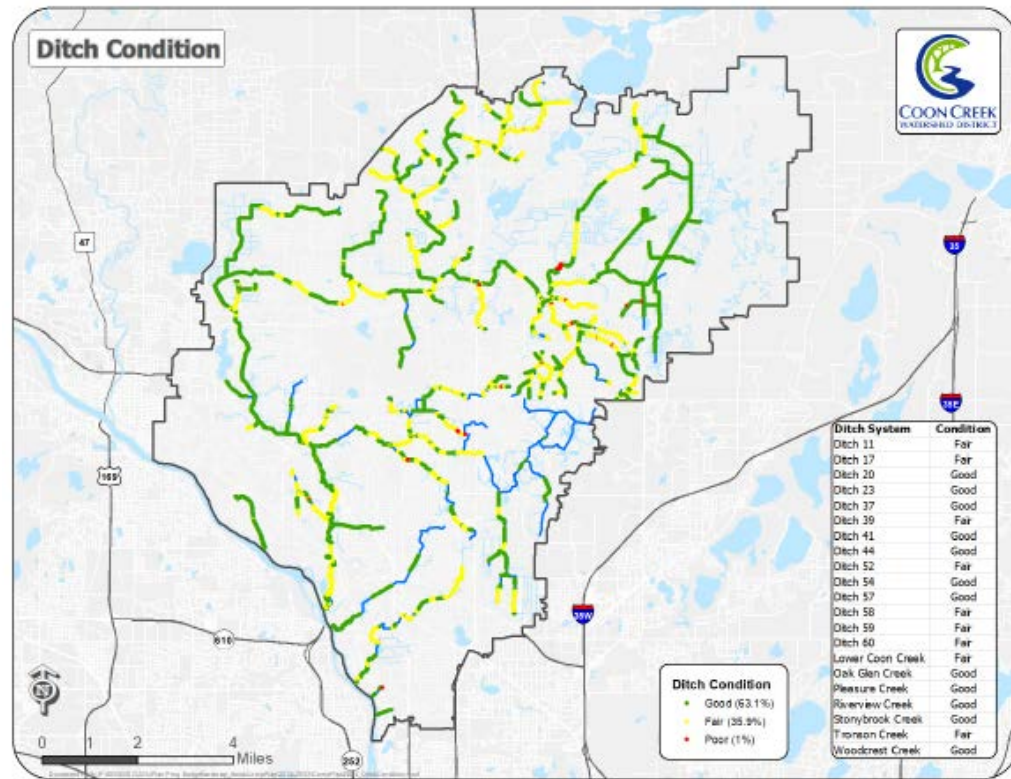 Ditch Condition
COON CREEK
WATERSHED DISTRICT
47
35
35E
169
35W
610
252
Ditch System Condition
Ditch 11 Fair
Ditch 17 Fair
Ditch 20 Good
Ditch 23 Good
Ditch 37 Good
Ditch 39 Fair
Ditch 41 Good
Ditch 44 Good
Ditch 52 Fair
Ditch 54 Good
Ditch 57 Good
Ditch 58 Fair
Ditch 59 Fair
Ditch 60 Fair
Lower Coon Creek Fair
Oak Glen Creek Good
Pleasure Creek Good
Riverview Creek Good
Stonybrook Creek Good
Tronson Creek Fair
Woodcrest Creek Good
Ditch Condition
Good (63.1%)
Fair (35.9%)
Poor (1%)
N
0 1 2 4
Miles